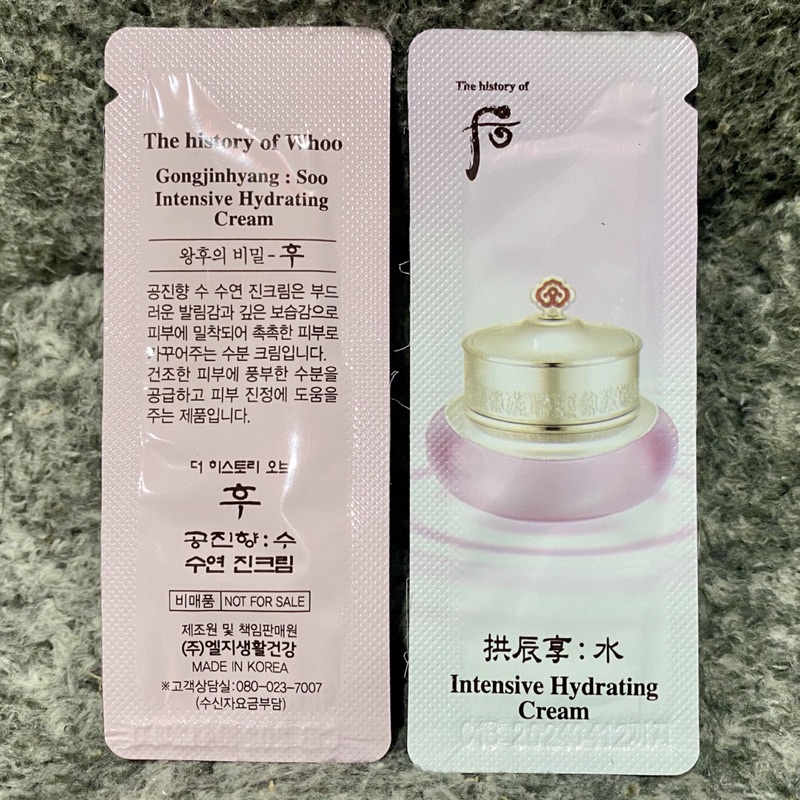 The history of Whoo
Gongjinhyang : Soo
Intensive Hydrating
Cream
왕후의 비밀 - 후
공진향 수 수연 진크림은 부드
러운 발림감과 깊은 보습감으로
피부에 밀착되어 촉촉한 피부로
가꾸어주는 수분 크림입니다.
건조한 피부에 풍부한 수분을
공급하고 피부 진정에 도움을
주는 제품입니다.
더 히스토리 오브
후
공진향 : 수
수연 진크림
비매품 NOT FOR SALE
제조원 및 책임판매원
(주)엘지생활건강
MADE IN KOREA
※고객상담실:080-023-7007
(수신자요금부담)
The history of
후
拱辰享 : 水
Intensive Hydrating
Cream